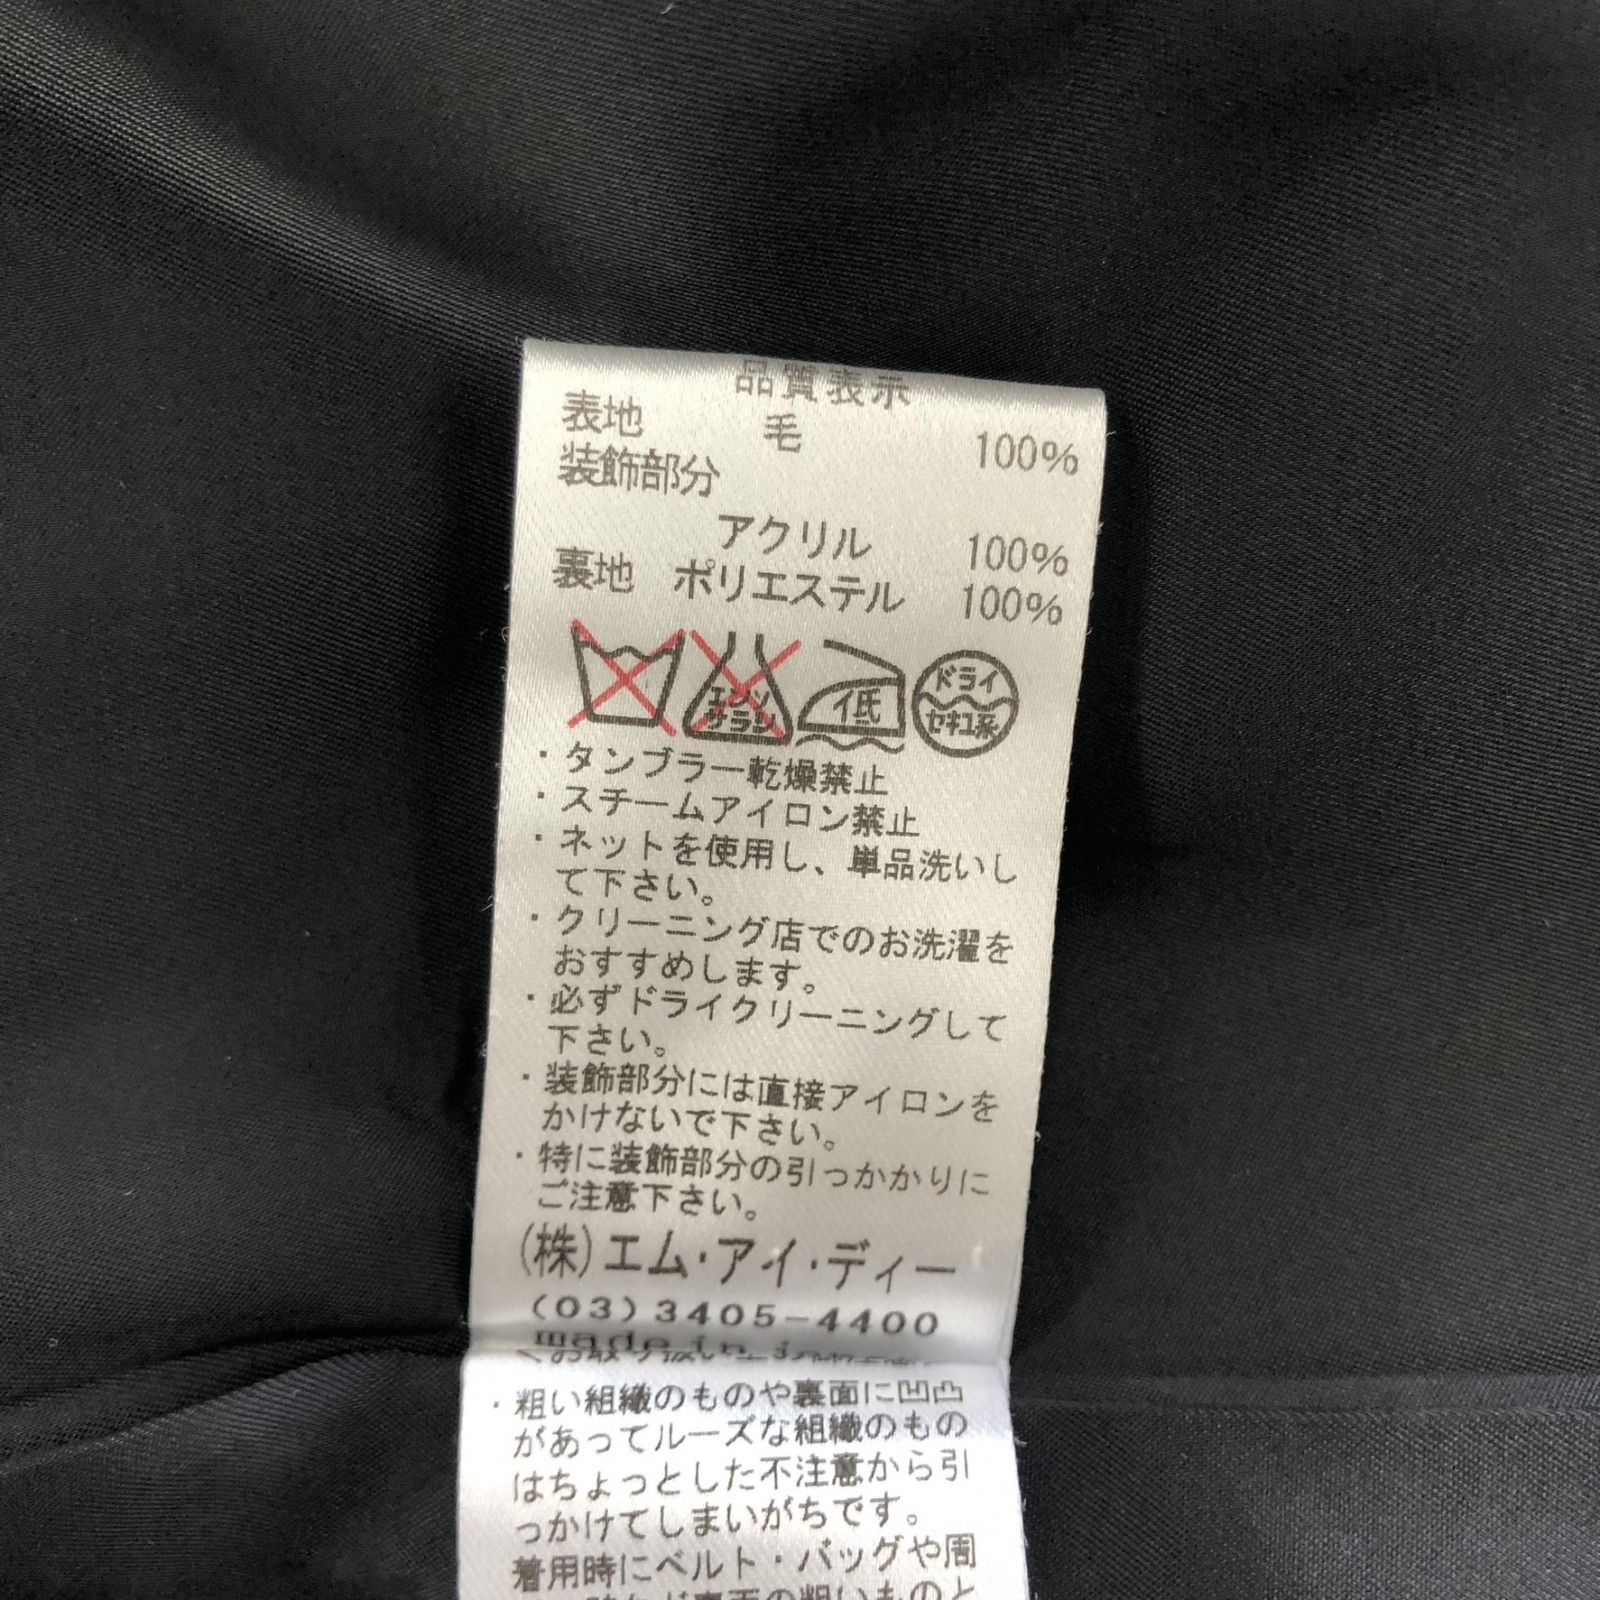 品質表示
表地 毛 100%
装飾部分
アクリル 100%
裏地 ポリエステル 100%
エンソ サラシ 低 ドライ セキユ系
・タンブラー乾燥禁止
・スチームアイロン禁止
・ネットを使用し、単品洗いし
て下さい。
・クリーニング店でのお洗濯を
おすすめします。
・必ずドライクリーニングして
下さい。
・装飾部分には直接アイロンを
かけないで下さい。
・特に装飾部分の引っかかりに
ご注意下さい。
(株)エム・アイ・ディー
(03)3405-4400
made in
・粗い組織のものや裏面に凹凸
があってルーズな組織のもの
はちょっとした不注意から引
っかけてしまいがちです。
着用時にベルト・バッグや周